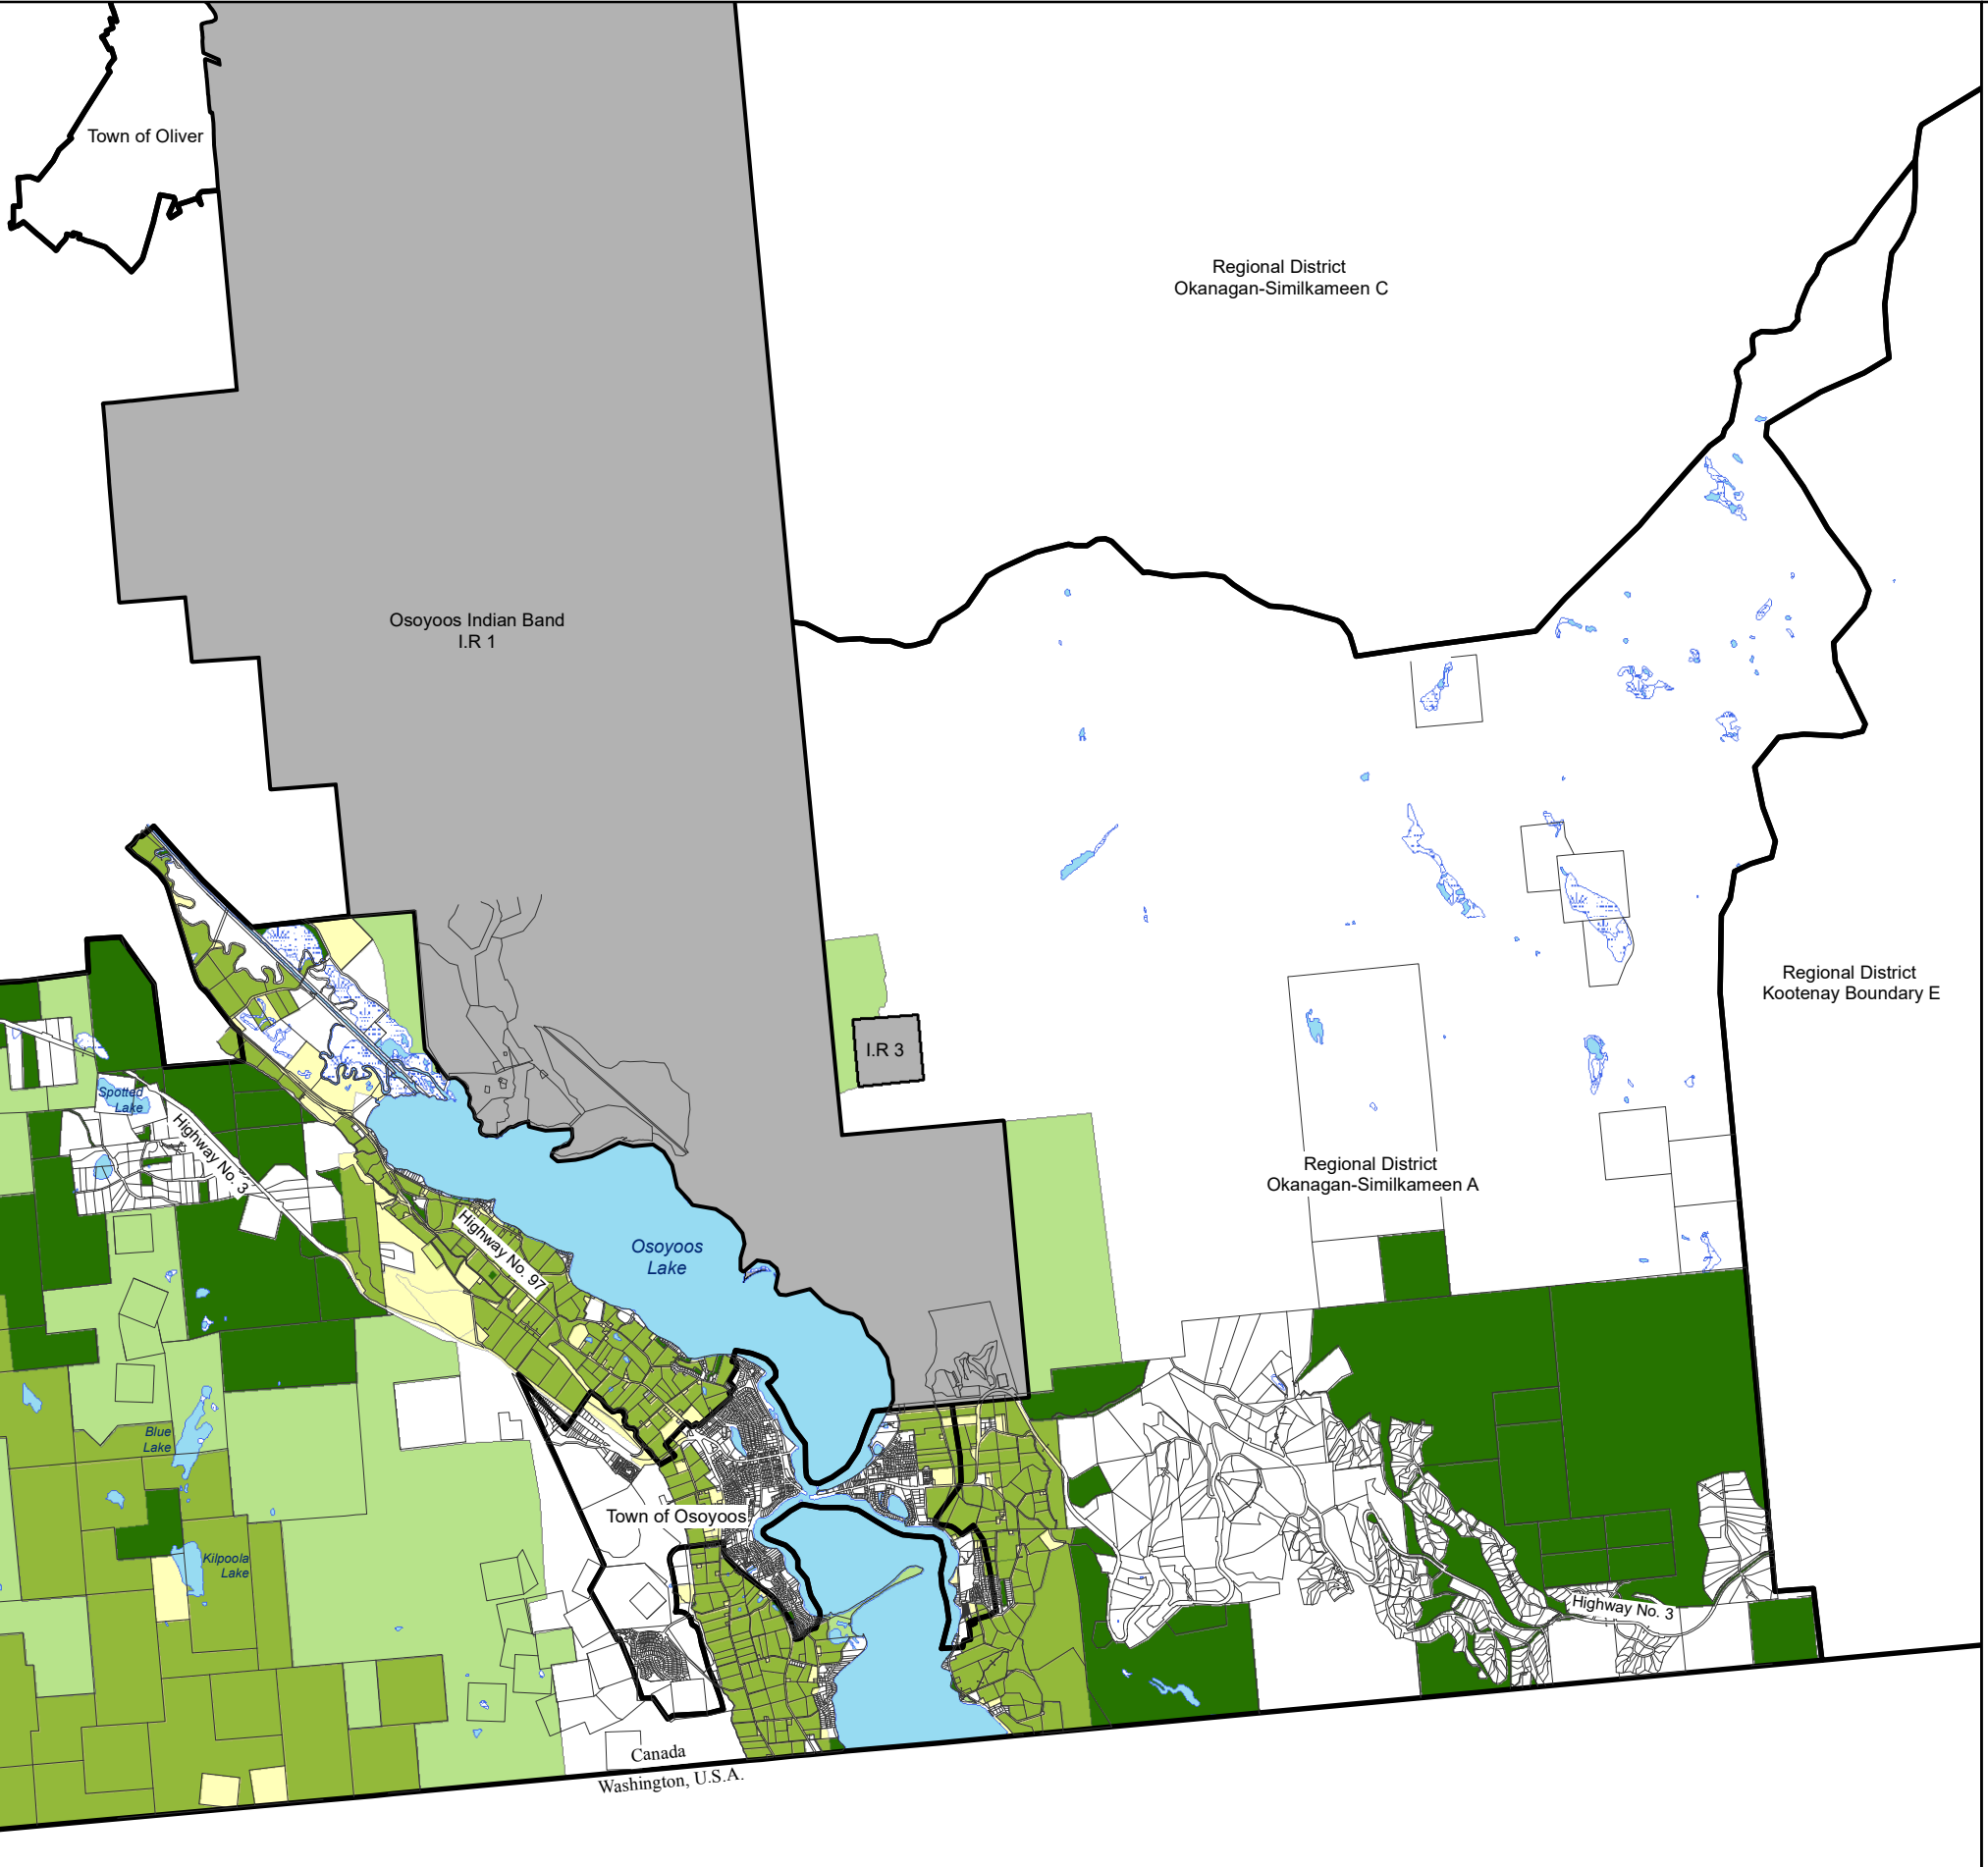 Town of Oliver
Regional District
Okanagan-Similkameen C
Osoyoos Indian Band
I.R 1
Regional District
Kootenay Boundary E
I.R 3
Spotted
Lake
Highway No. 3
Regional District
Okanagan-Similkameen A
Highway No. 97
Osoyoos
Lake
Blue
Lake
Town of Osoyoos
Kilpoola
Lake
Highway No. 3
Canada
Washington, U.S.A.